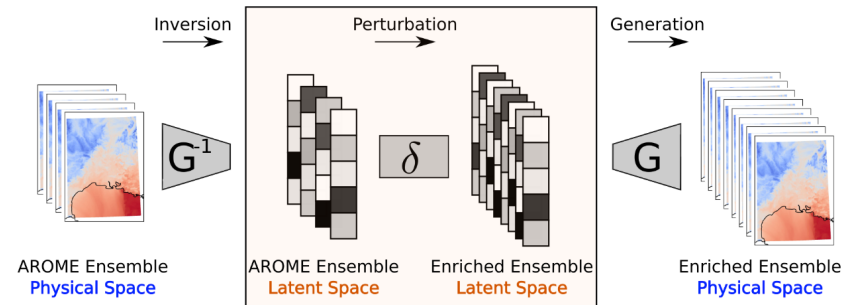 Inversion
Perturbation
Generation
G-1
δ
G
AROME Ensemble
Physical Space
AROME Ensemble
Latent Space
Enriched Ensemble
Latent Space
Enriched Ensemble
Physical Space